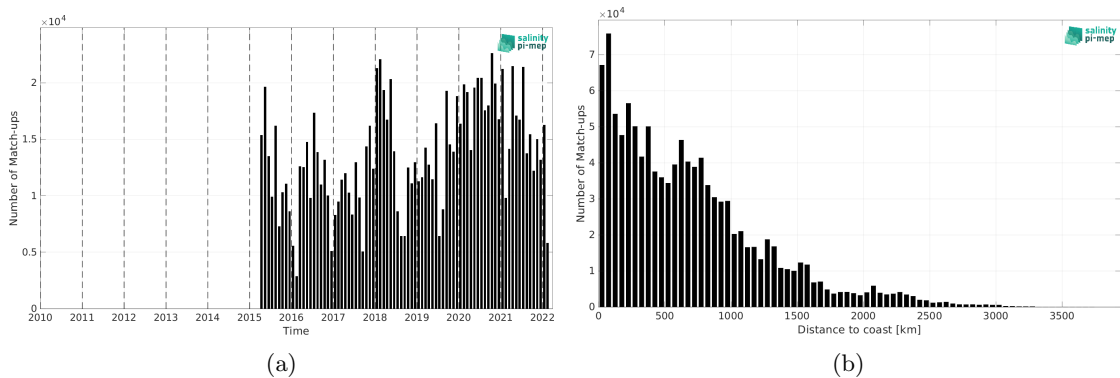 ×10⁴
salinity
pi-mep
2
1.5
1
0.5
0
Number of Match-ups
2010 2011 2012 2013 2014 2015 2016 2017 2018 2019 2020 2021 2022
Time
(a)
×10⁴
salinity
pi-mep
7
6
5
4
3
2
1
0
Number of Match-ups
0 500 1000 1500 2000 2500 3000 3500
Distance to coast [km]
(b)